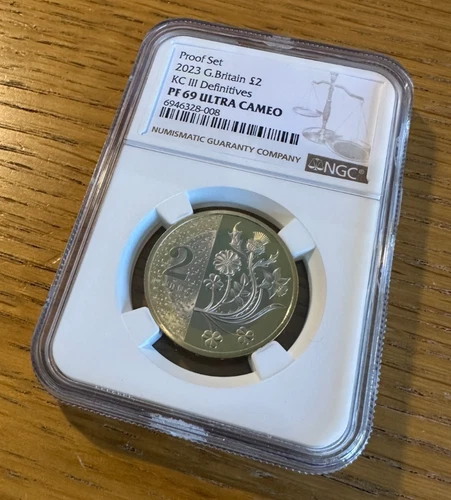 Proof Set
2023 G.Britain £2
KC III Definitives
PF 69 ULTRA CAMEO
6946328-008
NUMISMATIC GUARANTY COMPANY
NGC®
2